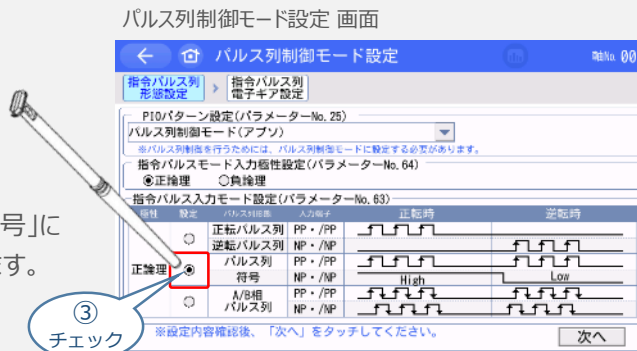 パルス列制御モード設定 画面
パルス列制御モード設定
軸No. 00
指令パルス列
形態設定
>
指令パルス列
電子ギア設定
PIOパターン設定(パラメーターNo. 25)
パルス列制御モード(アブソ)
※パルス列制御を行うためには、パルス列制御モードに設定する必要があります。
指令パルスモード入力極性設定(パラメーターNo. 64)
◉正論理 ○負論理
指令パルス入力モード設定(パラメーターNo. 63)
極性 設定 パルス列形態 入力端子 正転時 逆転時
正転パルス列 PP・/PP
逆転パルス列 NP・/NP
正論理
パルス列 PP・/PP
符号 NP・/NP High Low
A/B相
パルス列
PP・/PP
NP・/NP
※設定内容確認後、「次へ」をタッチしてください。
次へ
号」に
ます。
③
チェック